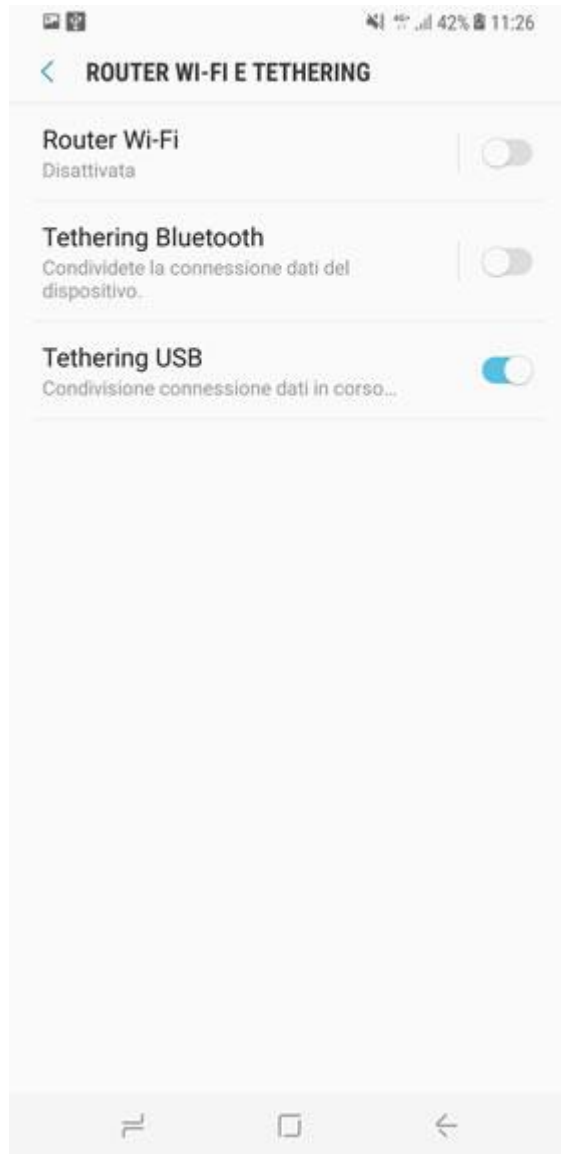 42% 11:26
ROUTER WI-FI E TETHERING
Router Wi-Fi
Disattivata
Tethering Bluetooth
Condividete la connessione dati del
dispositivo.
Tethering USB
Condivisione connessione dati in corso...